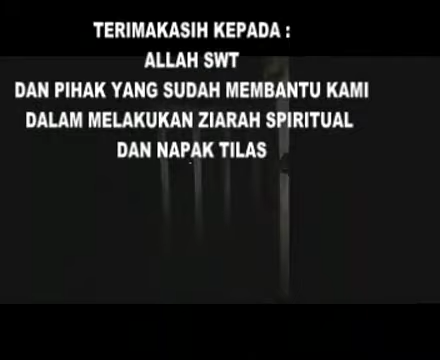 TERIMAKASIH KEPADA :
ALLAH SWT
DAN PIHAK YANG SUDAH MEMBANTU KAMI
DALAM MELAKUKAN ZIARAH SPIRITUAL
DAN NAPAK TILAS